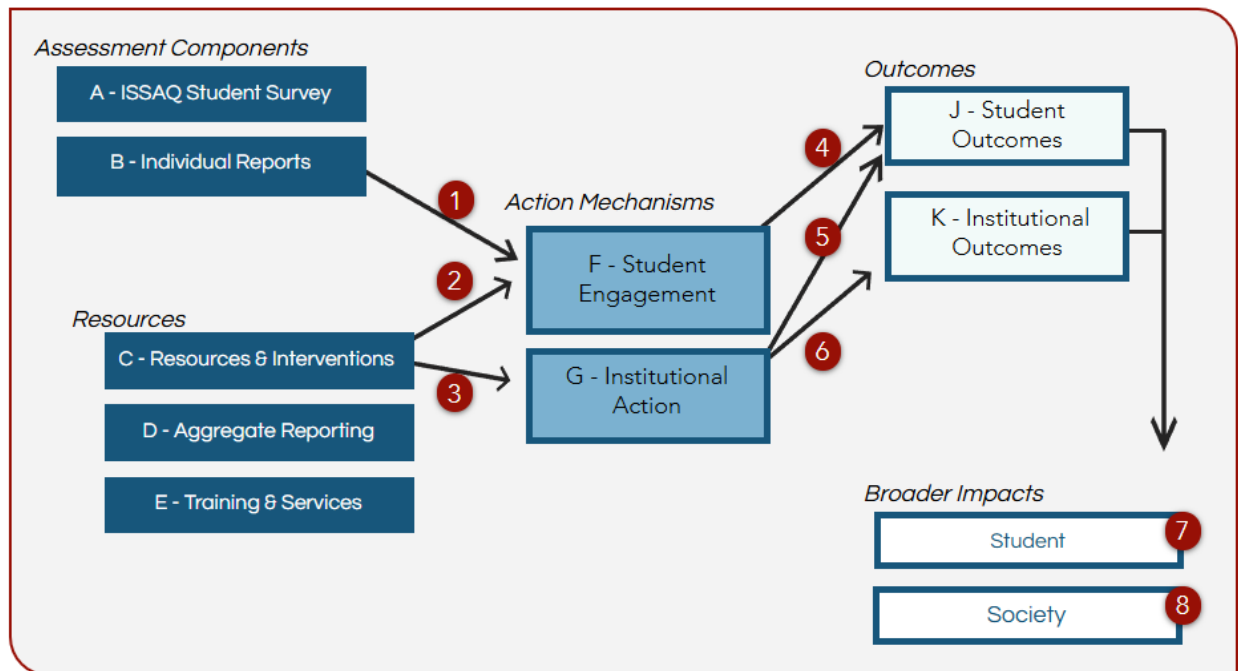 Assessment Components
A - ISSAQ Student Survey
B - Individual Reports
1
2
Resources
C - Resources & Interventions
3
D - Aggregate Reporting
E - Training & Services
Action Mechanisms
F - Student
Engagement
G - Institutional
Action
4
5
6
Outcomes
J - Student
Outcomes
K - Institutional
Outcomes
Broader Impacts
Student
7
Society
8